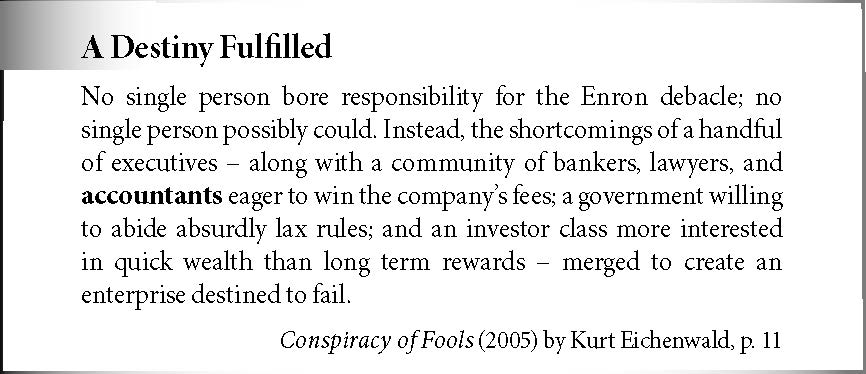 A Destiny Fulfilled
No single person bore responsibility for the Enron debacle; no
single person possibly could. Instead, the shortcomings of a handful
of executives – along with a community of bankers, lawyers, and
accountants eager to win the company's fees; a government willing
to abide absurdly lax rules; and an investor class more interested
in quick wealth than long term rewards – merged to create an
enterprise destined to fail.
Conspiracy of Fools (2005) by Kurt Eichenwald, p. 11